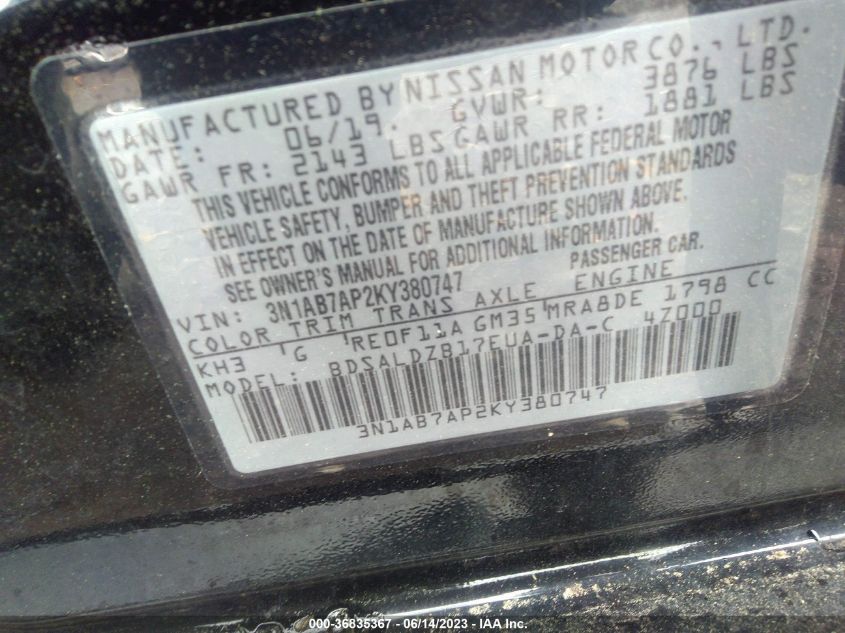 MANUFACTURED BY NISSAN MOTOR CO., LTD.
DATE: 06/19. GVWR: 3876 LBS
GAWR FR: 2143 LBS GAWR RR: 1881 LBS
THIS VEHICLE CONFORMS TO ALL APPLICABLE FEDERAL MOTOR
VEHICLE SAFETY, BUMPER AND THEFT PREVENTION STANDARDS
IN EFFECT ON THE DATE OF MANUFACTURE SHOWN ABOVE.
SEE OWNER'S MANUAL FOR ADDITIONAL INFORMATION.
VIN: 3N1AB7AP2KY380747 PASSENGER CAR.
COLOR TRIM TRANS AXLE ENGINE
KH3 'G 'RE0F11A GM35 'MRA8DE 1798 CC
MODEL: BDSALDZB17EUA-DA-C 4Z000
3N1AB7AP2KY380747
000-36835367 - 06/14/2023 - IAA Inc.